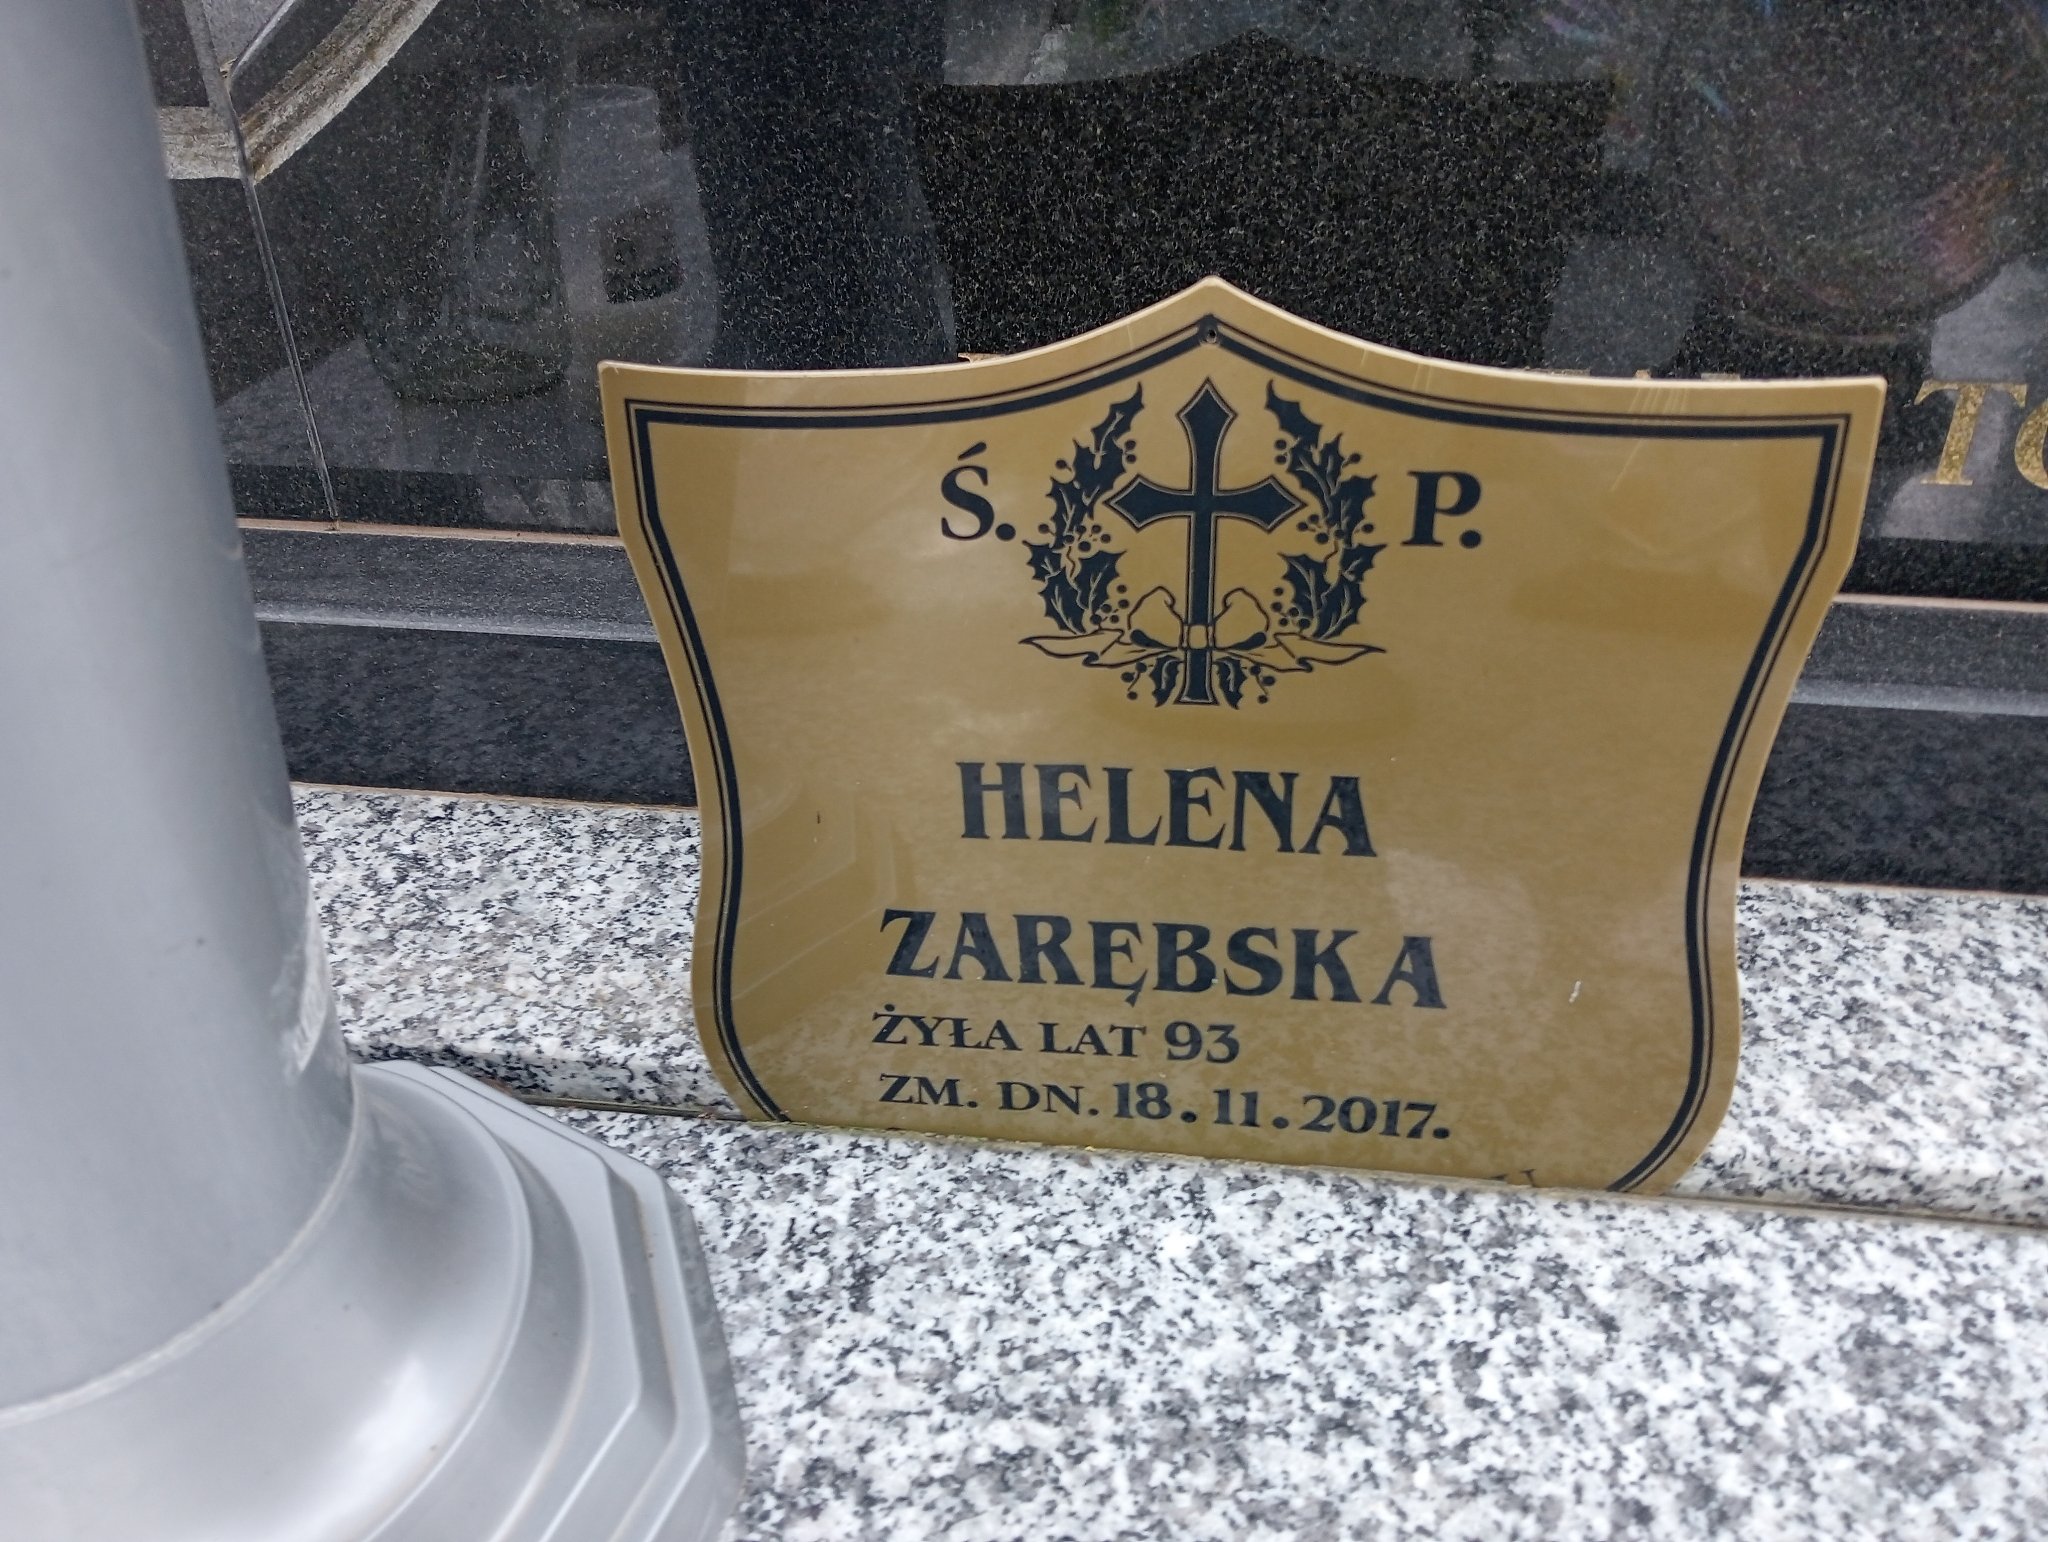 Ś. P.
HELENA
ZARĘBSKA
ŻYŁA LAT 93
ZM. DN. 18.11.2017.